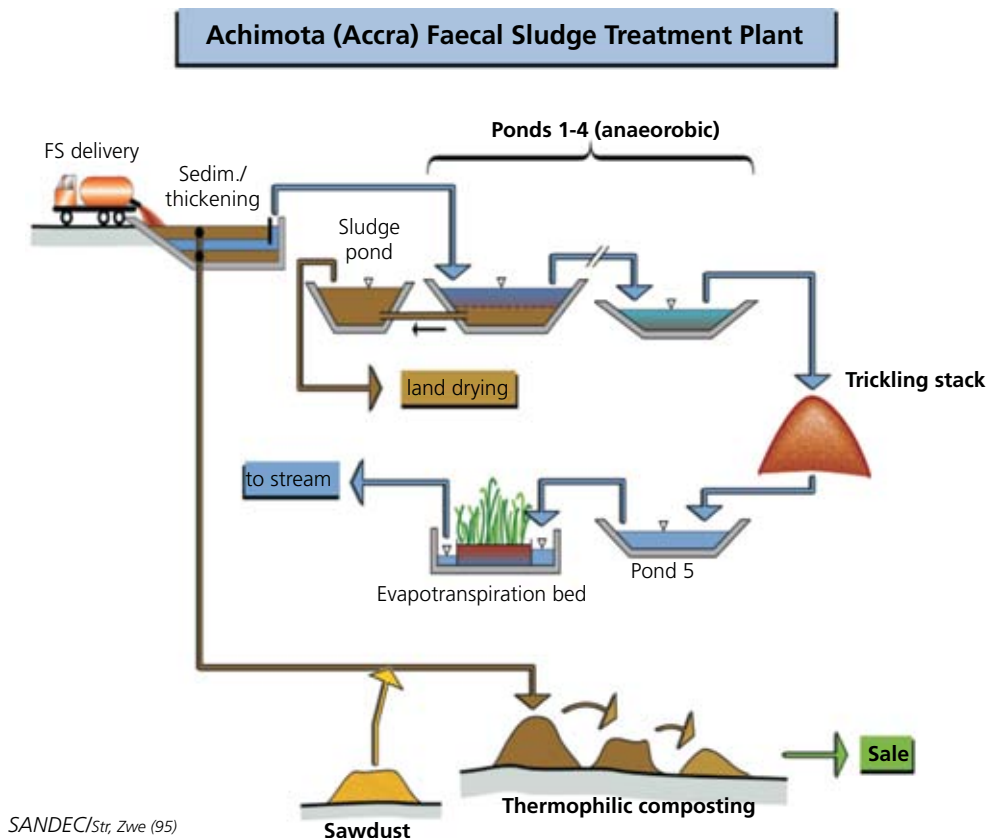 Achimota (Accra) Faecal Sludge Treatment Plant
Ponds 1-4 (anaeorobic)
FS delivery
Sedim./
thickening
Sludge
pond
land drying
Trickling stack
to stream
Pond 5
Evapotranspiration bed
Sale
Thermophilic composting
Sawdust
SANDEC/Str, Zwe (95)